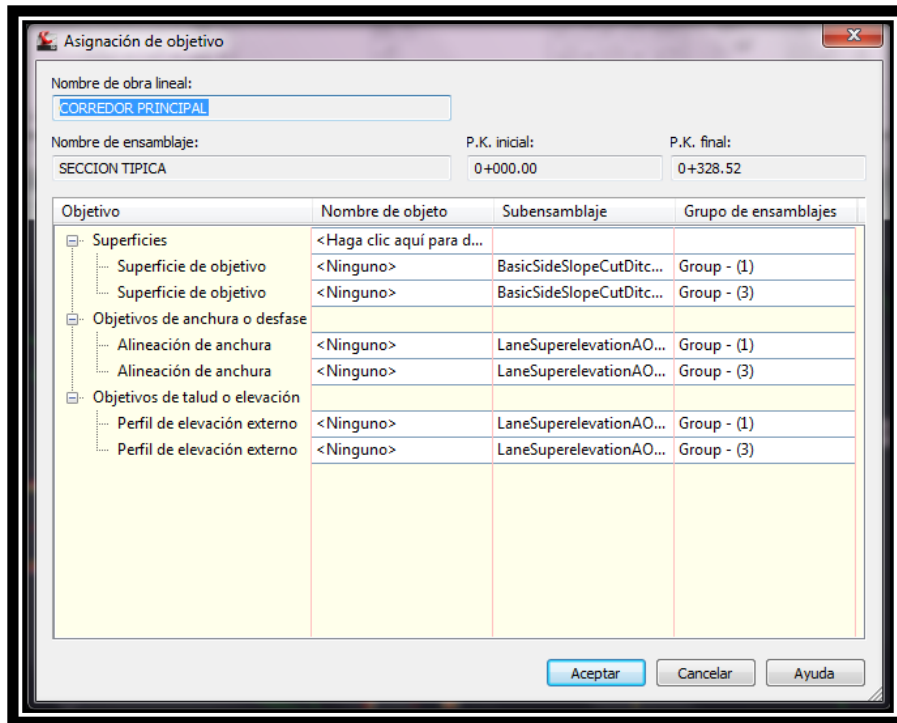 Asignación de objetivo
Nombre de obra lineal:
CORREDOR PRINCIPAL
Nombre de ensamblaje: P.K. inicial: P.K. final:
SECCION TIPICA 0+000.00 0+328.52
Objetivo Nombre de objeto Subensamblaje Grupo de ensamblajes
Superficies <Haga clic aquí para d...
Superficie de objetivo <Ninguno> BasicSideSlopeCutDitc... Group - (1)
Superficie de objetivo <Ninguno> BasicSideSlopeCutDitc... Group - (3)
Objetivos de anchura o desfase
Alineación de anchura <Ninguno> LaneSuperelevationAO... Group - (1)
Alineación de anchura <Ninguno> LaneSuperelevationAO... Group - (3)
Objetivos de talud o elevación
Perfil de elevación externo <Ninguno> LaneSuperelevationAO... Group - (1)
Perfil de elevación externo <Ninguno> LaneSuperelevationAO... Group - (3)
Aceptar Cancelar Ayuda